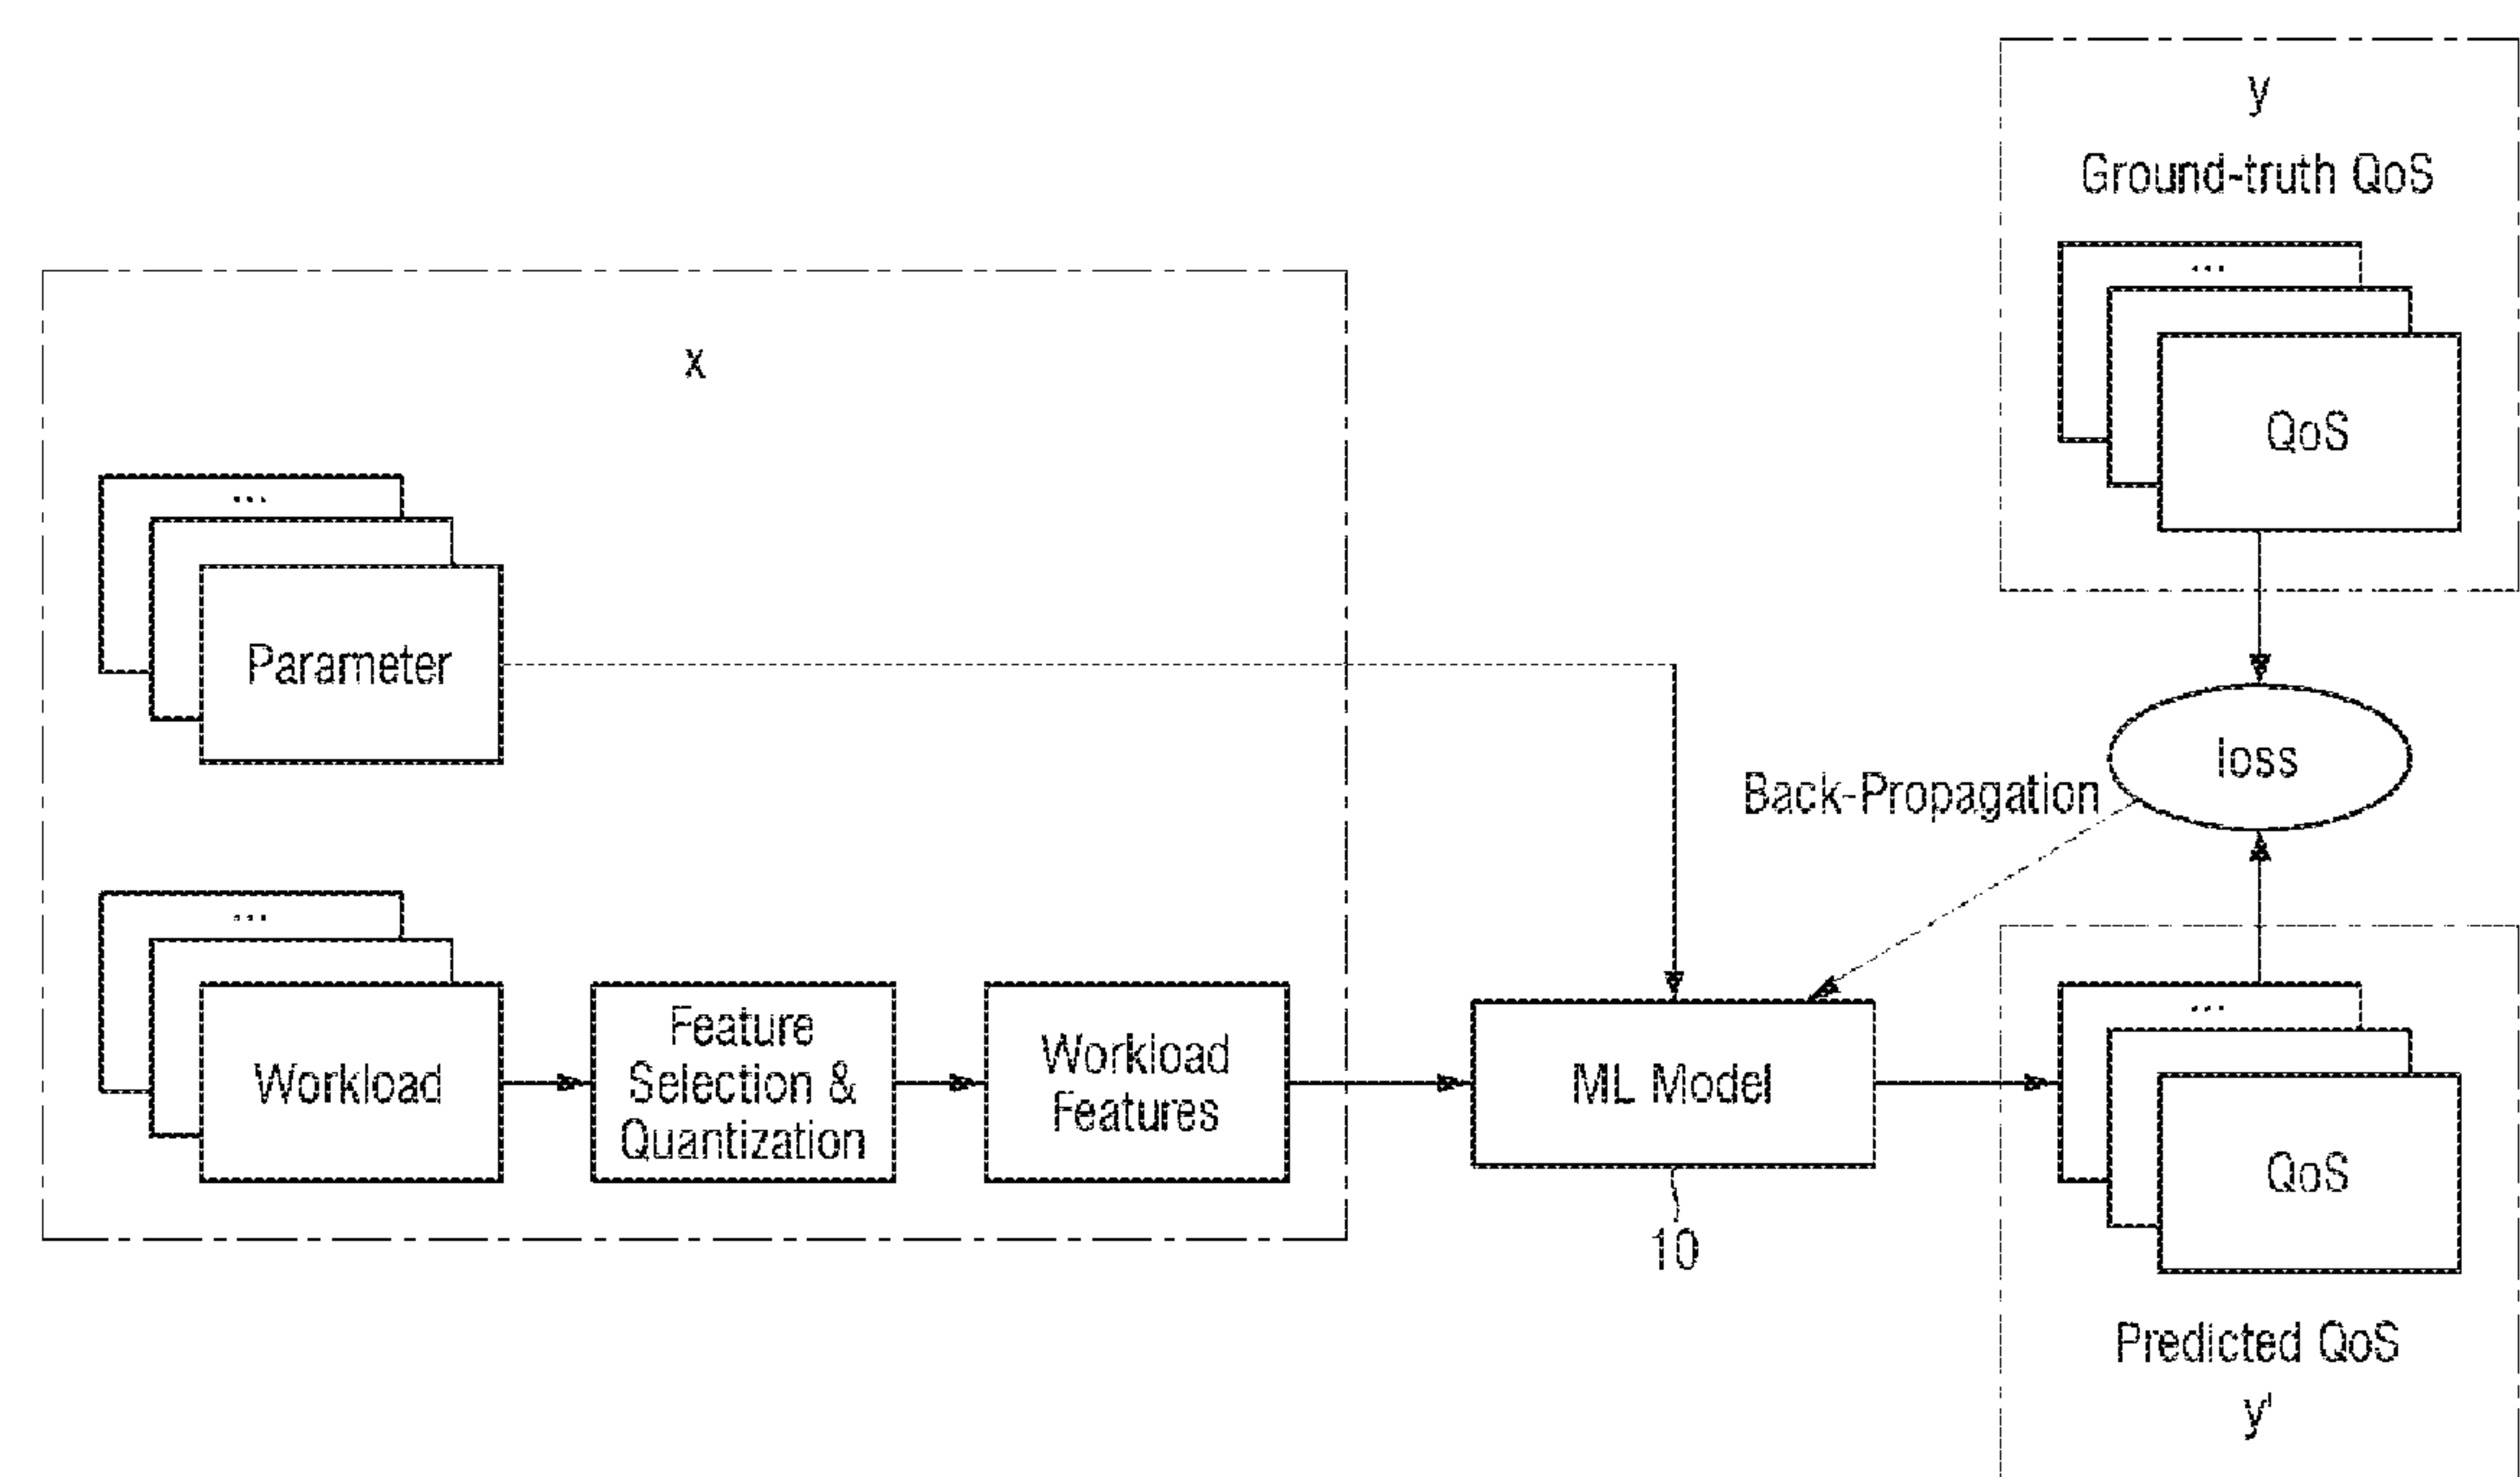 y
Ground-truth QoS
...
QoS
x
...
Parameter
loss
Back-Propagation
...
Workload
Feature
Selection &
Quantization
Workload
Features
ML Model
10
...
QoS
Predicted QoS
y'